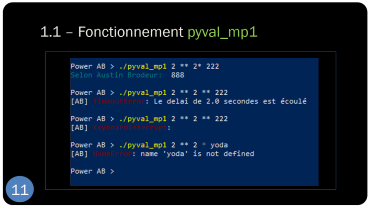 1.1 – Fonctionnement pyval_mp1
Power AB > ./pyval_mp1 2 ** 2* 222
Selon Austin Brodeur: 888
Power AB > ./pyval_mp1 2 ** 2 ** 222
[AB] TimeoutError: Le delai de 2.0 secondes est écoulé
Power AB > ./pyval_mp1 2 ** 2 ** 222
[AB] :
Power AB > ./pyval_mp1 2 ** 2 * yoda
[AB] NameError: name 'yoda' is not defined
Power AB >
11